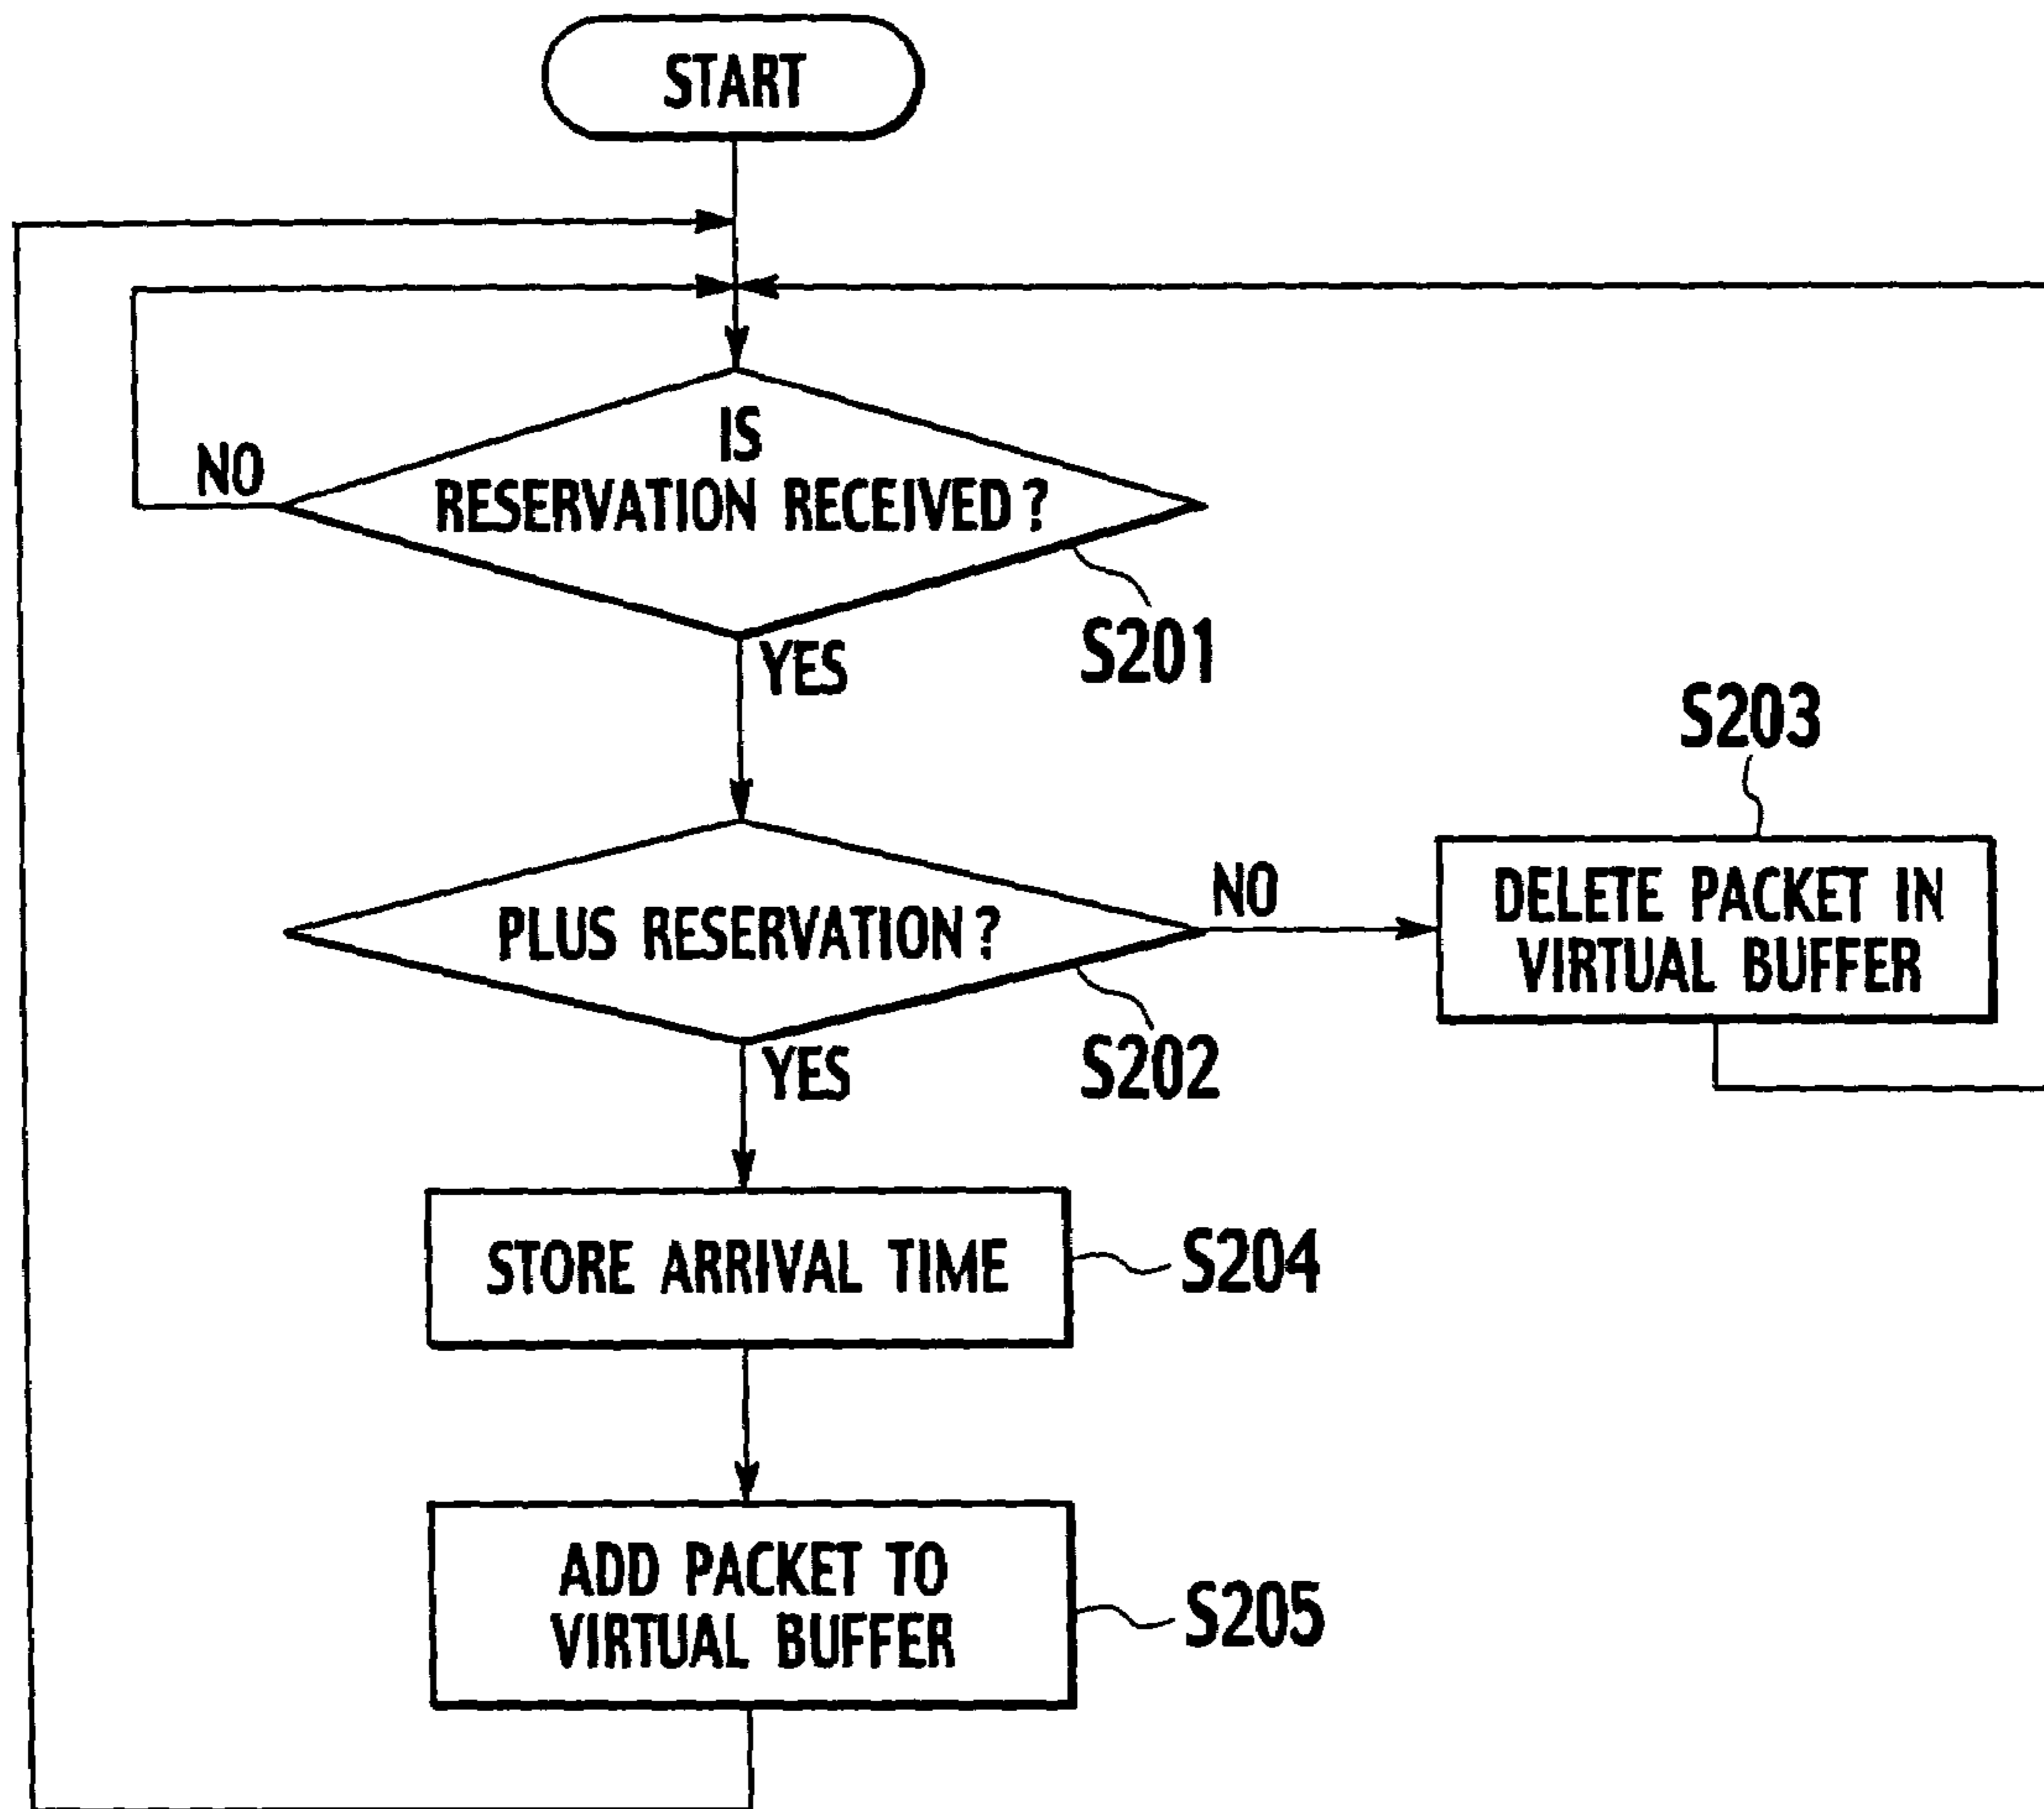 START
IS
RESERVATION RECEIVED?
NO
S201
YES
S203
PLUS RESERVATION?
NO
DELETE PACKET IN
VIRTUAL BUFFER
S202
YES
STORE ARRIVAL TIME
S204
ADD PACKET TO
VIRTUAL BUFFER
S205